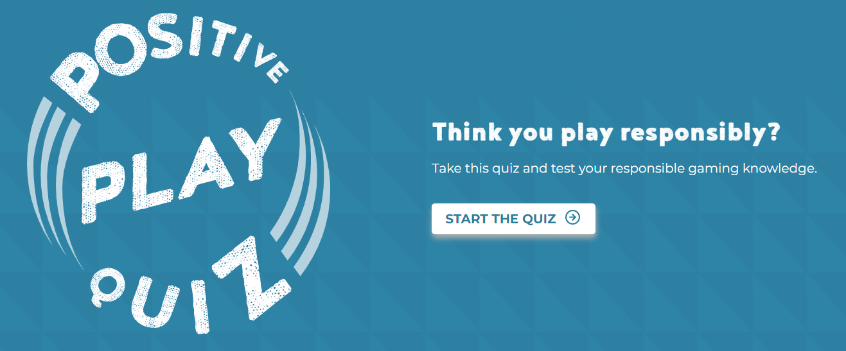 POSITIVE
PLAY
QUIZ
Think you play responsibly?
Take this quiz and test your responsible gaming knowledge.
START THE QUIZ